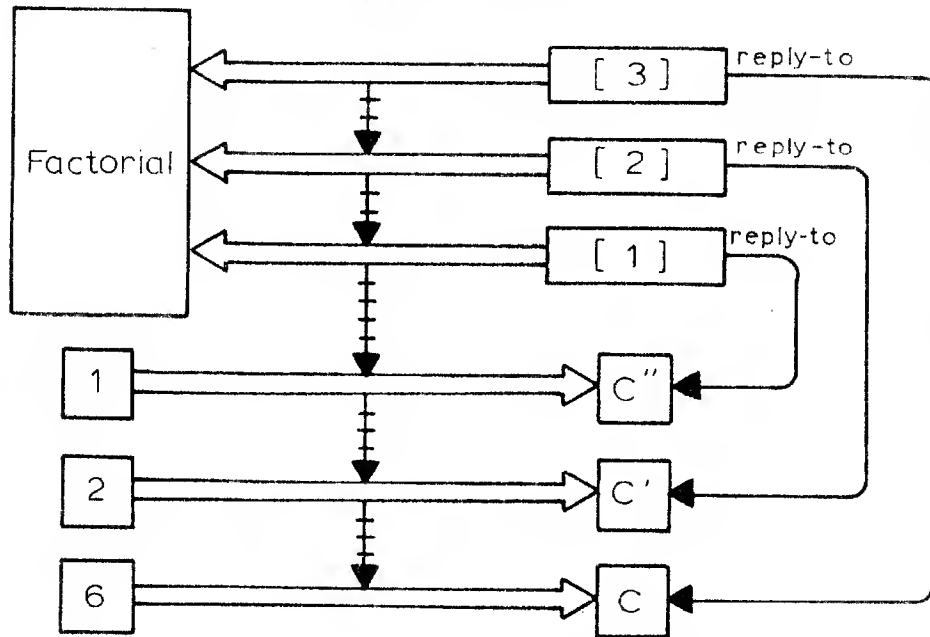 [ 3 ] reply-to
Factorial [ 2 ] reply-to
[ 1 ] reply-to
1 C''
2 C'
6 C